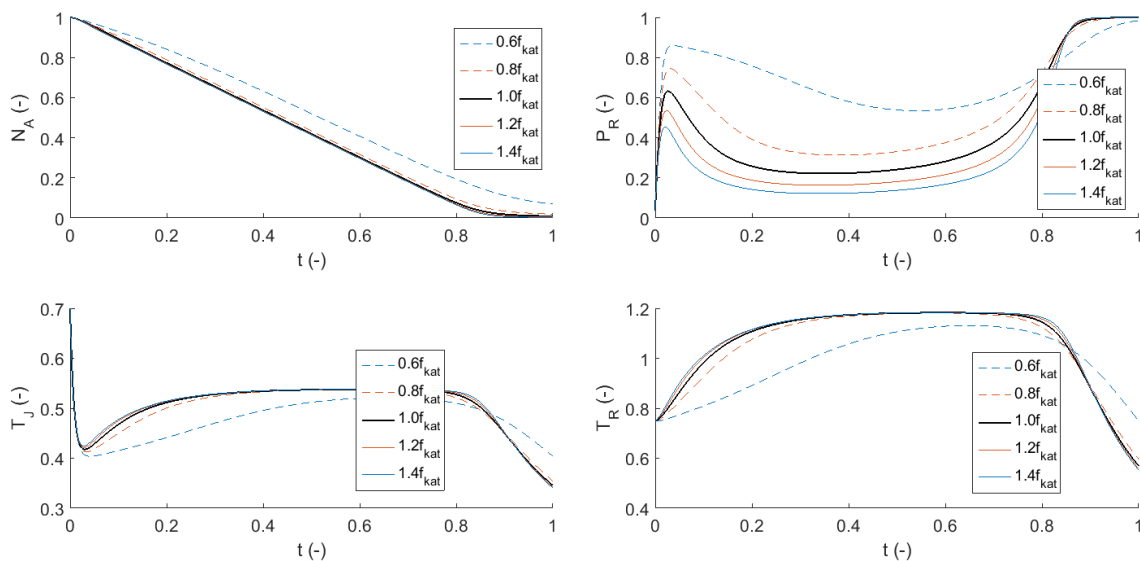 N_A (-)
1
0.8
0.6
0.4
0.2
0
0 0.2 0.4 0.6 0.8 1
t (-)
0.6f_kat
0.8f_kat
1.0f_kat
1.2f_kat
1.4f_kat
P_R (-)
1
0.8
0.6
0.4
0.2
0
0 0.2 0.4 0.6 0.8 1
t (-)
0.6f_kat
0.8f_kat
1.0f_kat
1.2f_kat
1.4f_kat
T_J (-)
0.7
0.6
0.5
0.4
0.3
0 0.2 0.4 0.6 0.8 1
t (-)
0.6f_kat
0.8f_kat
1.0f_kat
1.2f_kat
1.4f_kat
T_R (-)
1.2
1
0.8
0.6
0.4
0 0.2 0.4 0.6 0.8 1
t (-)
0.6f_kat
0.8f_kat
1.0f_kat
1.2f_kat
1.4f_kat